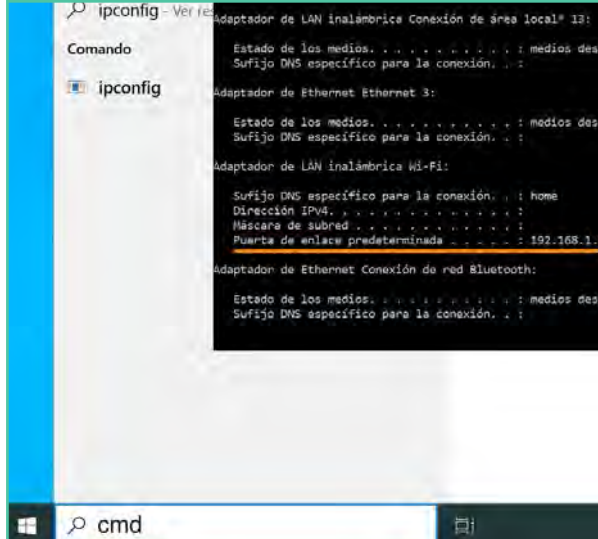 ipconfig - Ver res
Comando
ipconfig
Adaptador de LAN inalámbrica Conexión de área local* 13:
Estado de los medios. . . . . . . . . . . : medios des
Sufijo DNS específico para la conexión. . :
Adaptador de Ethernet Ethernet 3:
Estado de los medios. . . . . . . . . . . : medios des
Sufijo DNS específico para la conexión. . :
Adaptador de LAN inalámbrica Wi-Fi:
Sufijo DNS específico para la conexión. . : home
Dirección IPv4. . . . . . . . . . . . . . :
Máscara de subred . . . . . . . . . . . . :
Puerta de enlace predeterminada . . . . . : 192.168.1.
Adaptador de Ethernet Conexión de red Bluetooth:
Estado de los medios. . . . . . . . . . . : medios des
Sufijo DNS específico para la conexión. . :
cmd